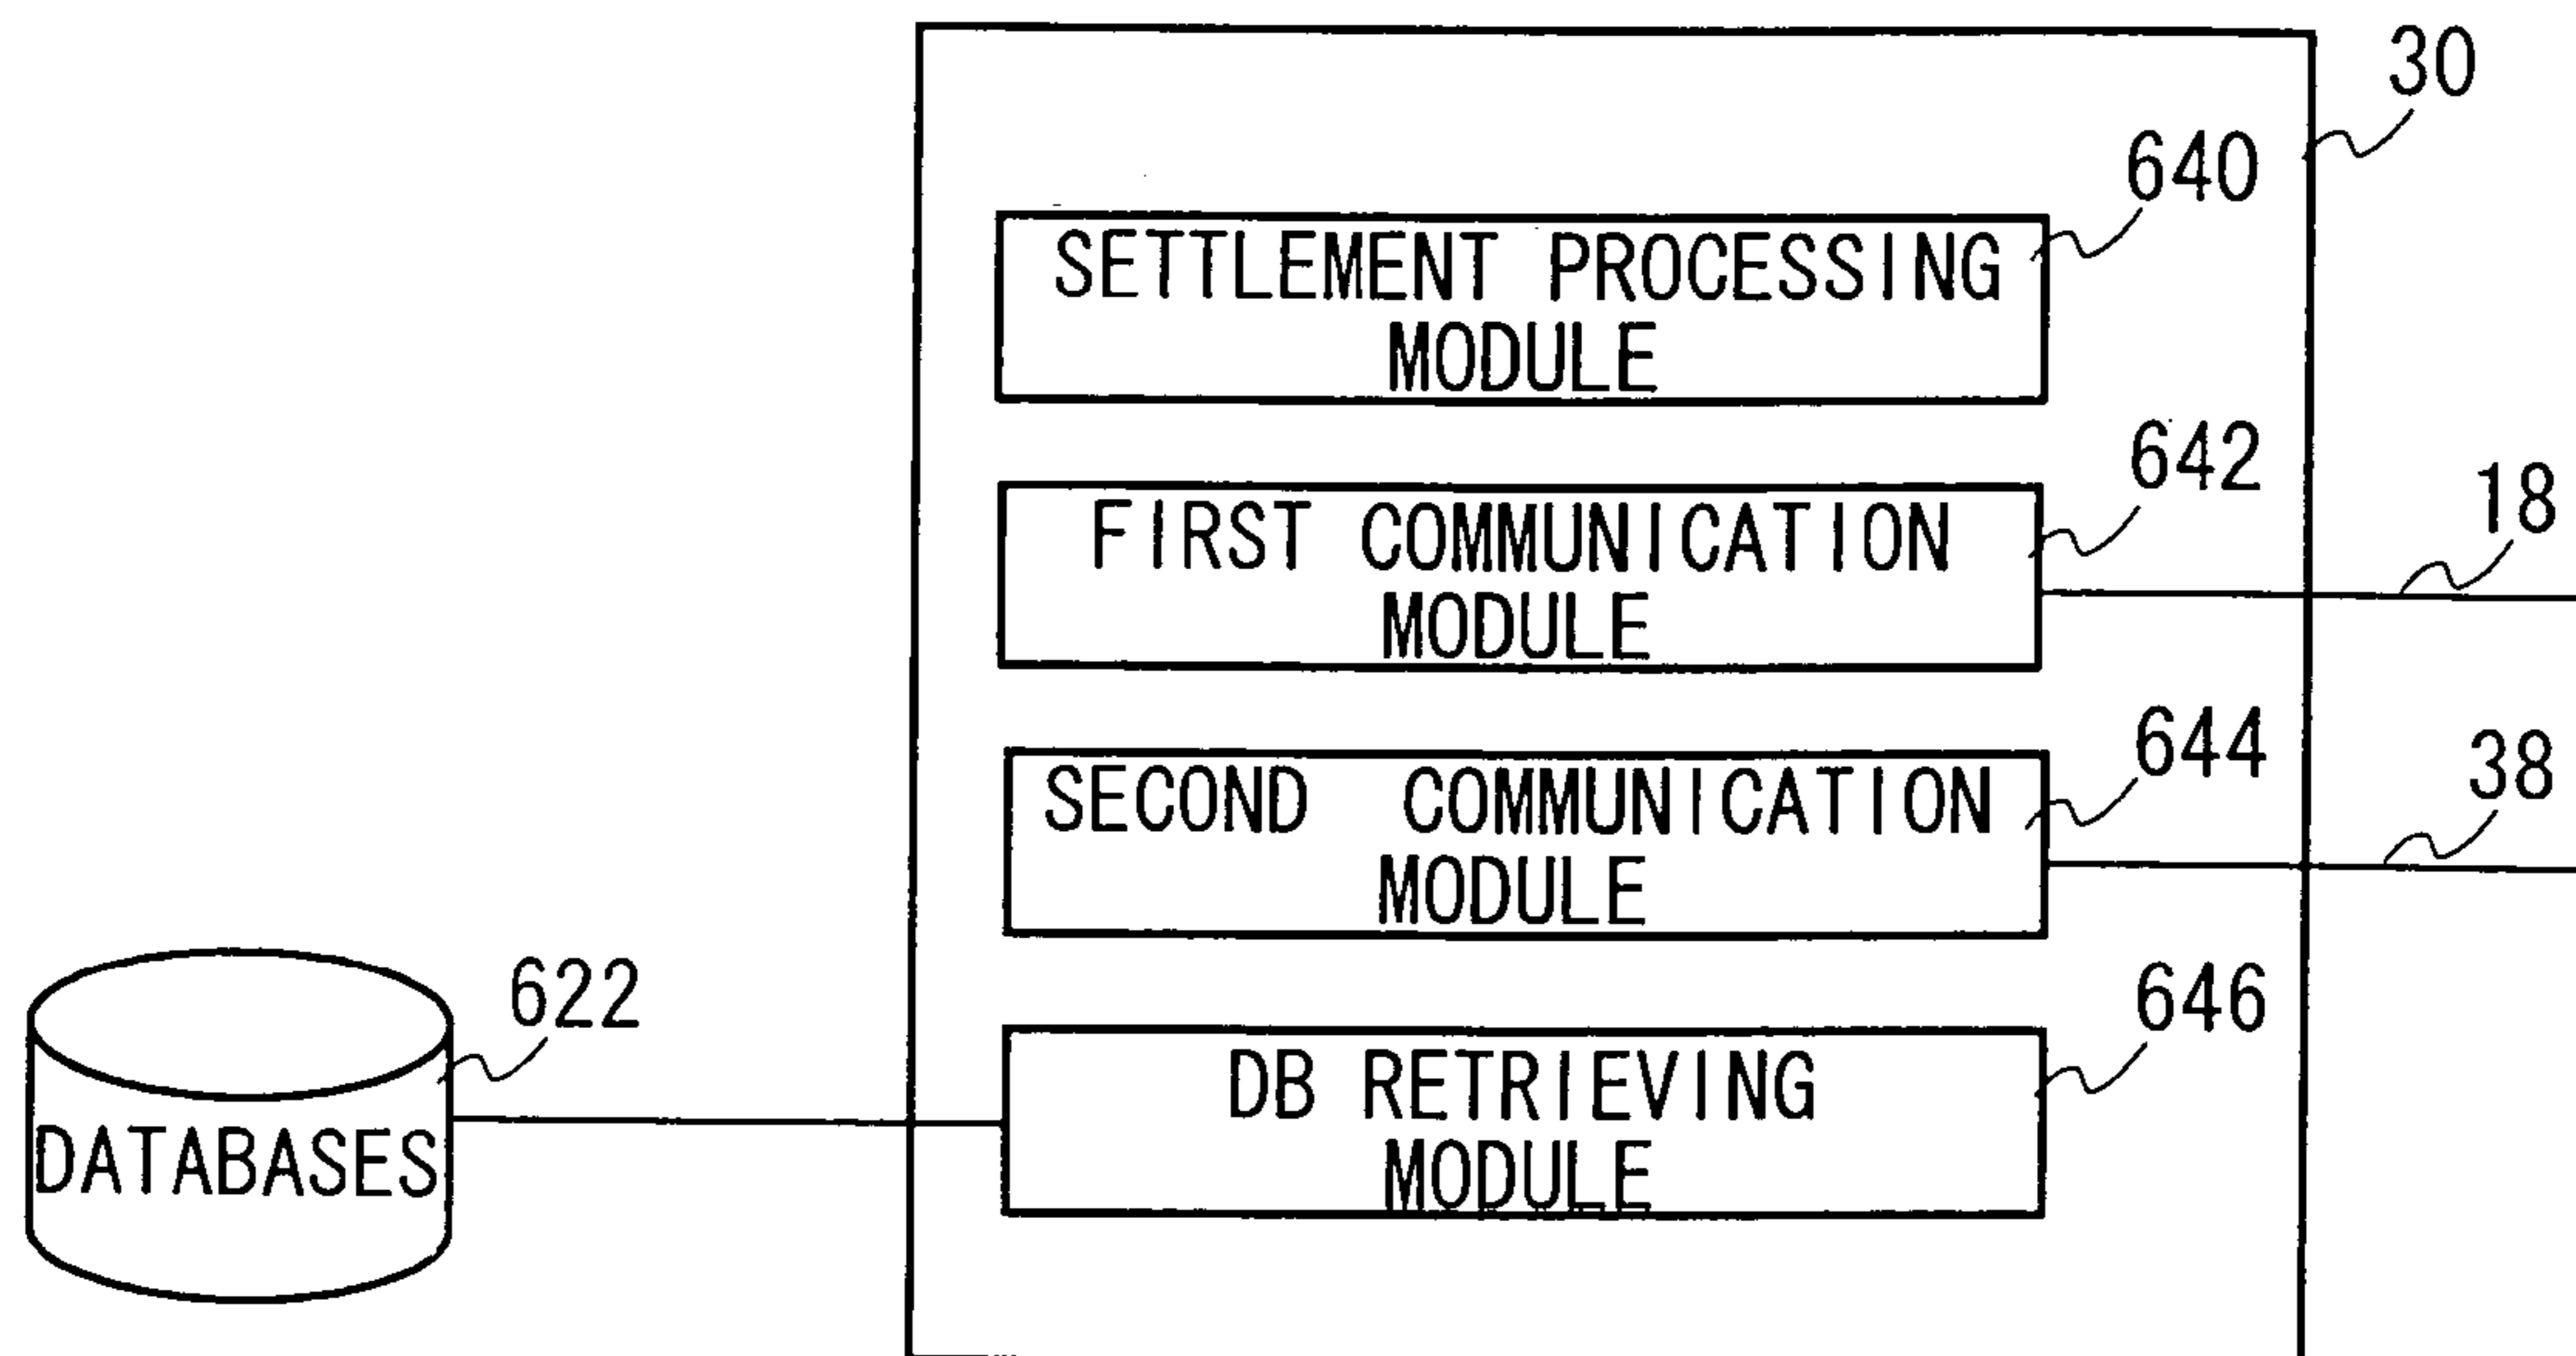 30
640
SETTLEMENT PROCESSING
MODULE
642
FIRST COMMUNICATION
MODULE
18
644
SECOND COMMUNICATION
MODULE
38
622
DATABASES
646
DB RETRIEVING
MODULE